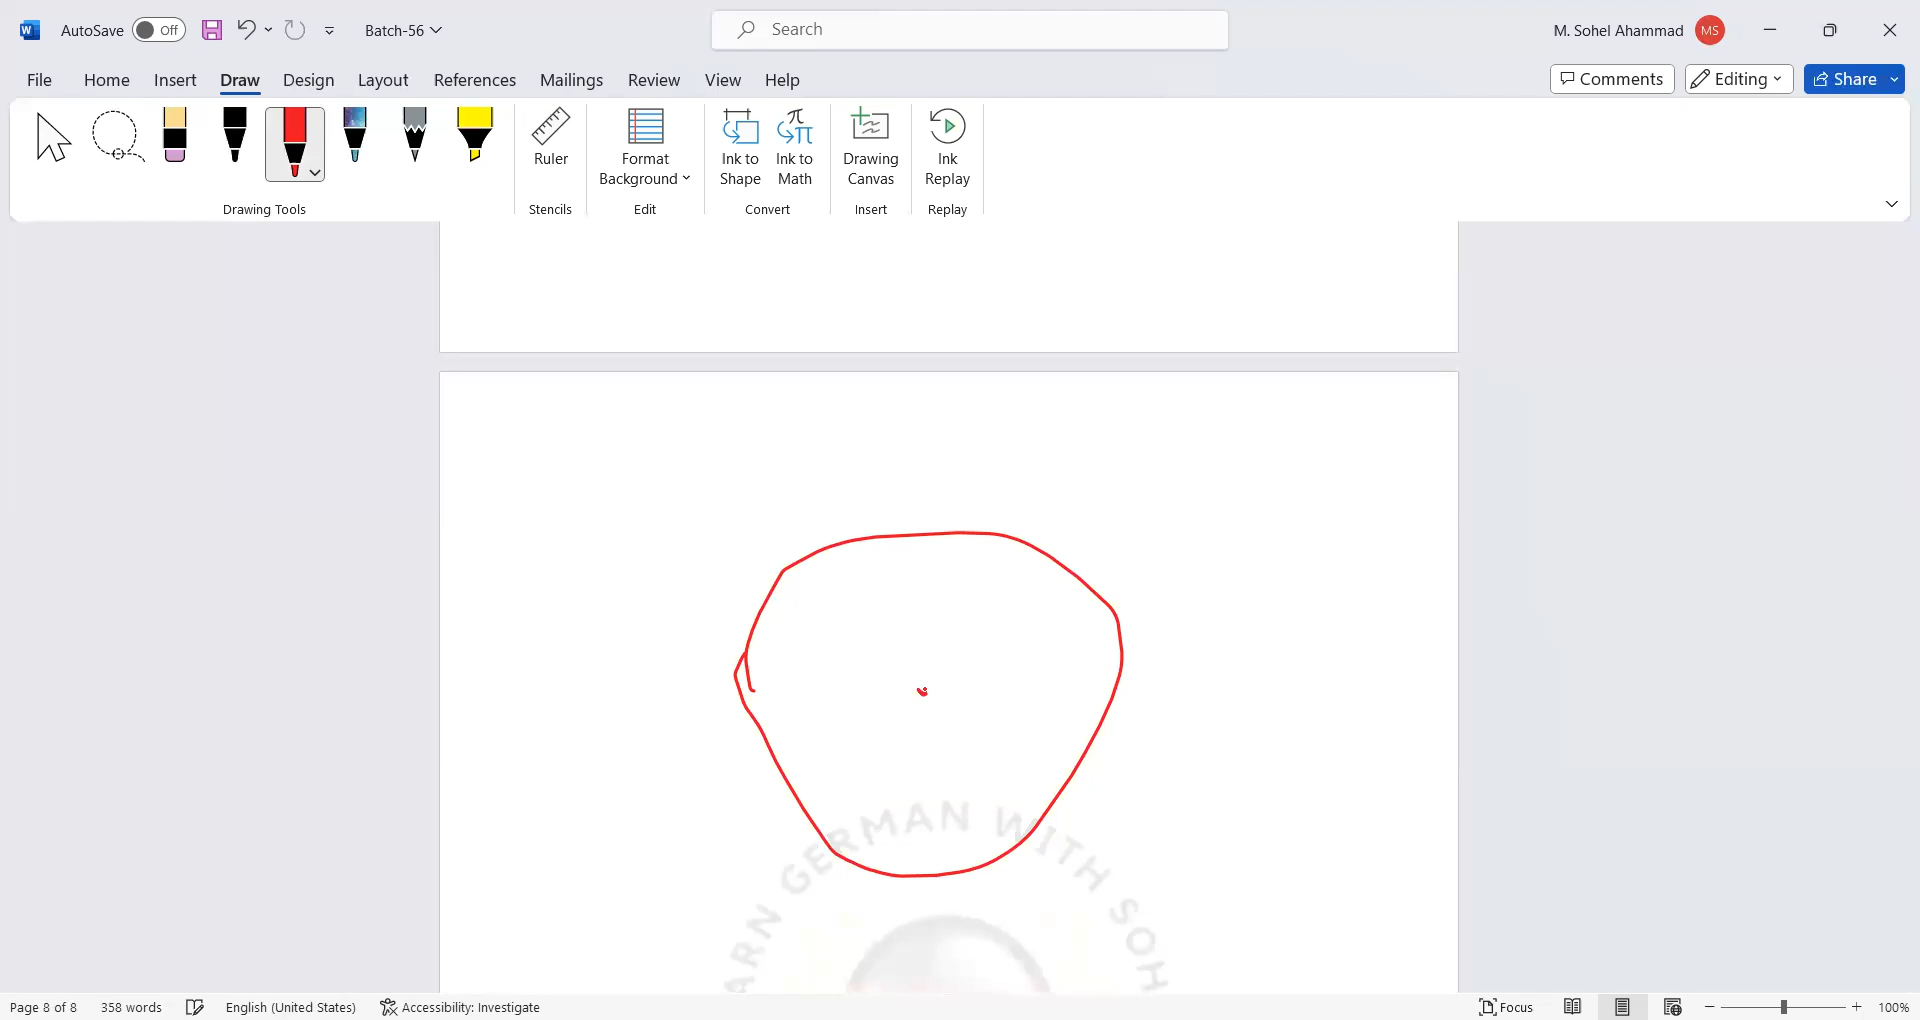 AutoSave Off Batch-56 Search M. Sohel Ahammad MS
File Home Insert Draw Design Layout References Mailings Review View Help Comments Editing Share
Ruler Format Background Ink to Shape Ink to Math Drawing Canvas Ink Replay
Drawing Tools Stencils Edit Convert Insert Replay
GERMAN WITH
Page 8 of 8 358 words English (United States) Accessibility: Investigate Focus 100%